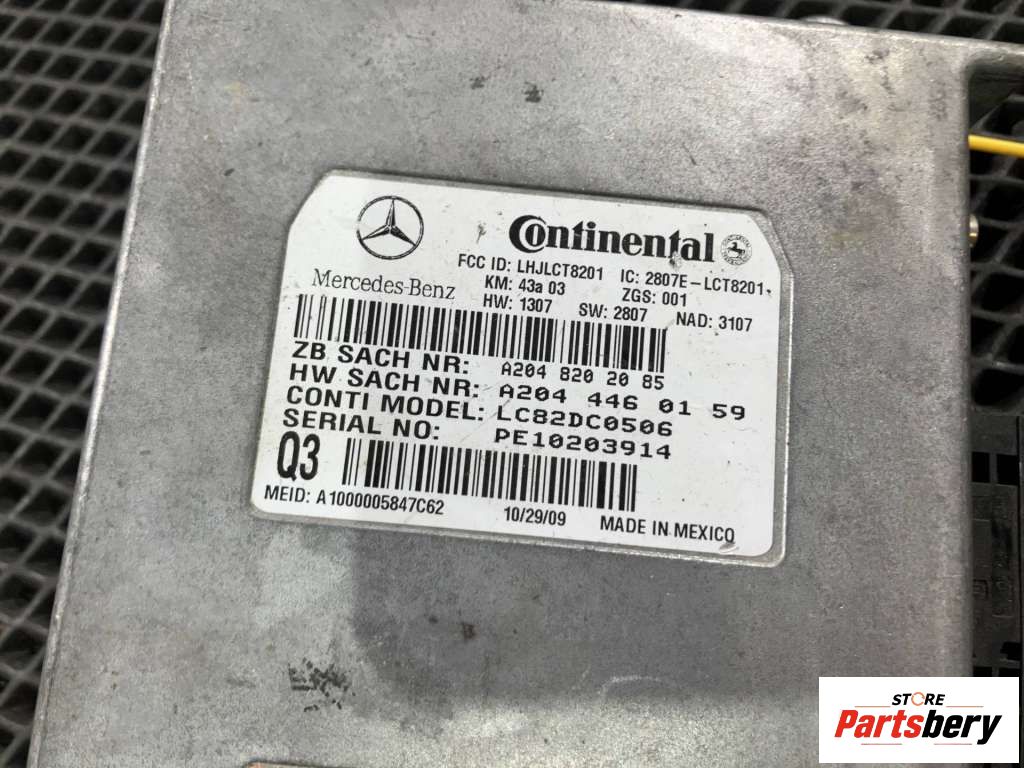 Continental
Mercedes-Benz
FCC ID: LHJLCT8201 IC: 2807E-LCT8201
KM: 43a 03 ZGS: 001
HW: 1307 SW: 2807 NAD: 3107
ZB SACH NR: A204 820 20 85
HW SACH NR: A204 446 01 59
CONTI MODEL: LC82DC0506
SERIAL NO: PE10203914
Q3
MEID: A1000005847C62 10/29/09 MADE IN MEXICO
STORE
Partsbery